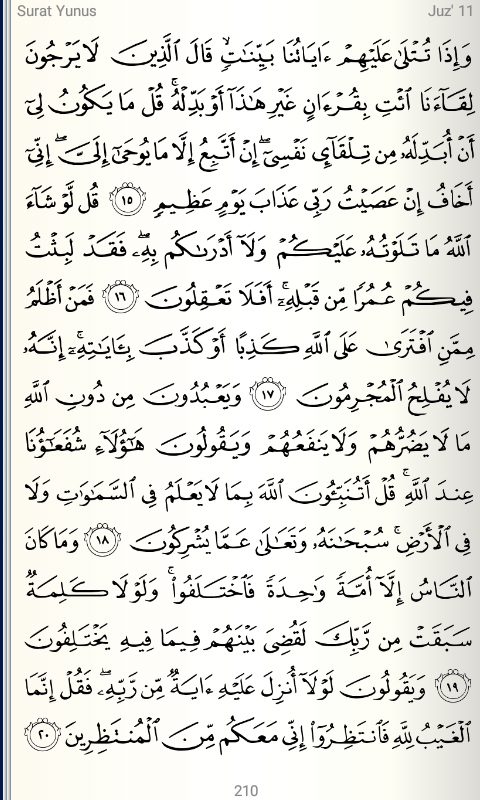 Surat Yunus Juz' 11
وَإِذَا تُتْلَىٰ عَلَيْهِمْ ءَايَاتُنَا بَيِّنَٰتٍۢ قَالَ ٱلَّذِينَ لَا يَرْجُونَ
لِقَآءَنَا ٱئْتِ بِقُرْءَانٍ غَيْرِ هَٰذَآ أَوْ بَدِّلْهُ ۚ قُلْ مَا يَكُونُ لِىٓ
أَنْ أُبَدِّلَهُۥ مِن تِلْقَآئِ نَفْسِىٓ ۖ إِنْ أَتَّبِعُ إِلَّا مَا يُوحَىٰٓ إِلَىَّ ۖ إِنِّىٓ
أَخَافُ إِنْ عَصَيْتُ رَبِّى عَذَابَ يَوْمٍ عَظِيمٍۢ ١٥ قُل لَّوْ شَآءَ
ٱللَّهُ مَا تَلَوْتُهُۥ عَلَيْكُمْ وَلَآ أَدْرَىٰكُم بِهِۦ ۖ فَقَدْ لَبِثْتُ
فِيكُمْ عُمُرًۭا مِّن قَبْلِهِۦٓ ۚ أَفَلَا تَعْقِلُونَ ١٦ فَمَنْ أَظْلَمُ
مِمَّنِ ٱفْتَرَىٰ عَلَى ٱللَّهِ كَذِبًا أَوْ كَذَّبَ بِـَٔايَٰتِهِۦٓ ۚ إِنَّهُۥ
لَا يُفْلِحُ ٱلْمُجْرِمُونَ ١٧ وَيَعْبُدُونَ مِن دُونِ ٱللَّهِ
مَا لَا يَضُرُّهُمْ وَلَا يَنفَعُهُمْ وَيَقُولُونَ هَٰٓؤُلَآءِ شُفَعَٰٓؤُنَا
عِندَ ٱللَّهِ ۚ قُلْ أَتُنَبِّـُٔونَ ٱللَّهَ بِمَا لَا يَعْلَمُ فِى ٱلسَّمَٰوَٰتِ وَلَا
فِى ٱلْأَرْضِ ۚ سُبْحَٰنَهُۥ وَتَعَٰلَىٰ عَمَّا يُشْرِكُونَ ١٨ وَمَا كَانَ
ٱلنَّاسُ إِلَّآ أُمَّةًۭ وَٰحِدَةًۭ فَٱخْتَلَفُوا۟ ۚ وَلَوْلَا كَلِمَةٌۭ
سَبَقَتْ مِن رَّبِّكَ لَقُضِىَ بَيْنَهُمْ فِيمَا فِيهِ يَخْتَلِفُونَ
١٩ وَيَقُولُونَ لَوْلَآ أُنزِلَ عَلَيْهِ ءَايَةٌۭ مِّن رَّبِّهِۦ ۖ فَقُلْ إِنَّمَا
ٱلْغَيْبُ لِلَّهِ فَٱنتَظِرُوٓا۟ إِنِّى مَعَكُم مِّنَ ٱلْمُنتَظِرِينَ ٢٠
210